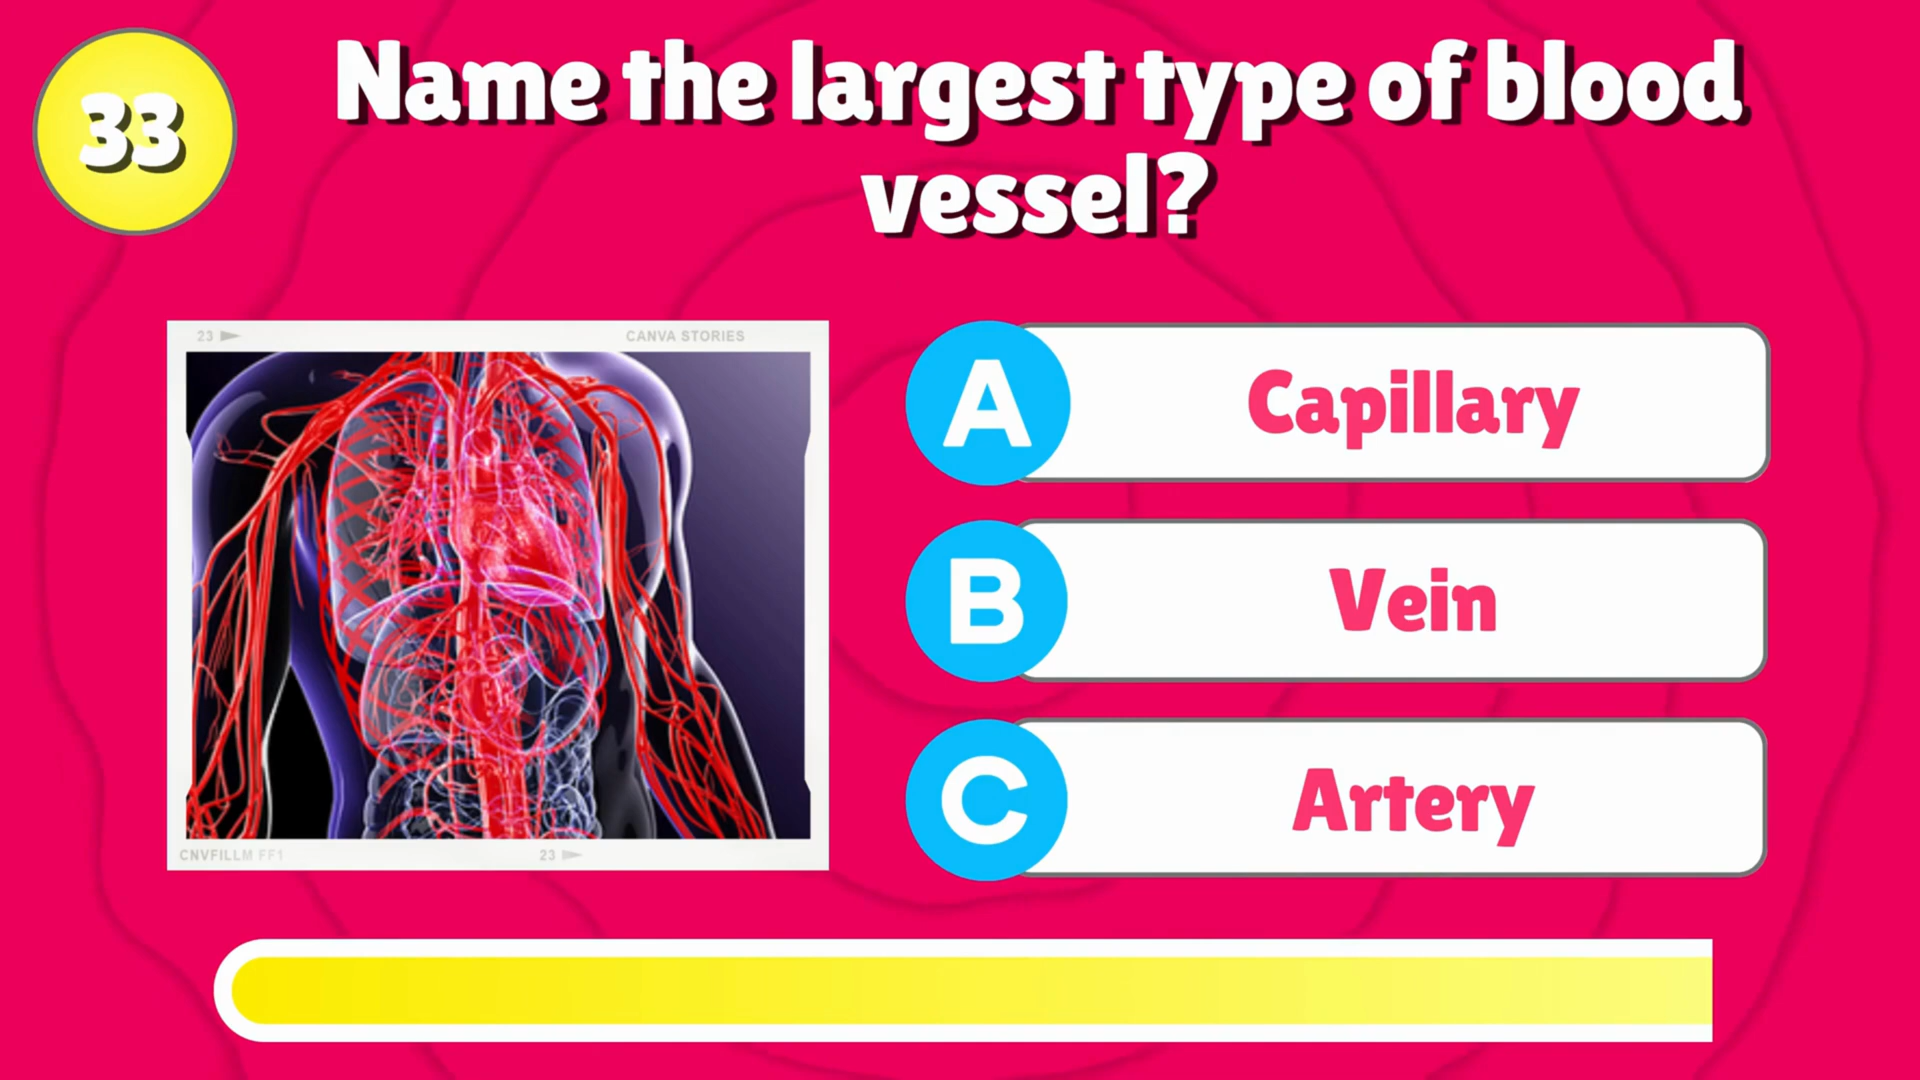 33
Name the largest type of blood
vessel?
23
CANVA STORIES
A
Capillary
B
Vein
C
Artery
CNVFILLM FF1
23